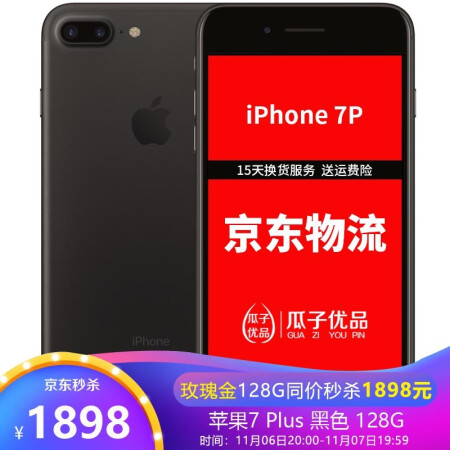 iPhone 7P
15天换货服务 送运费险
京东物流
瓜子
优品
瓜子优品
GUA ZI YOU PIN
iPhone
京东秒杀
¥1898
玫瑰金128G同价秒杀1898元
苹果7 Plus 黑色 128G
时间：11月06日20:00-11月07日19:59